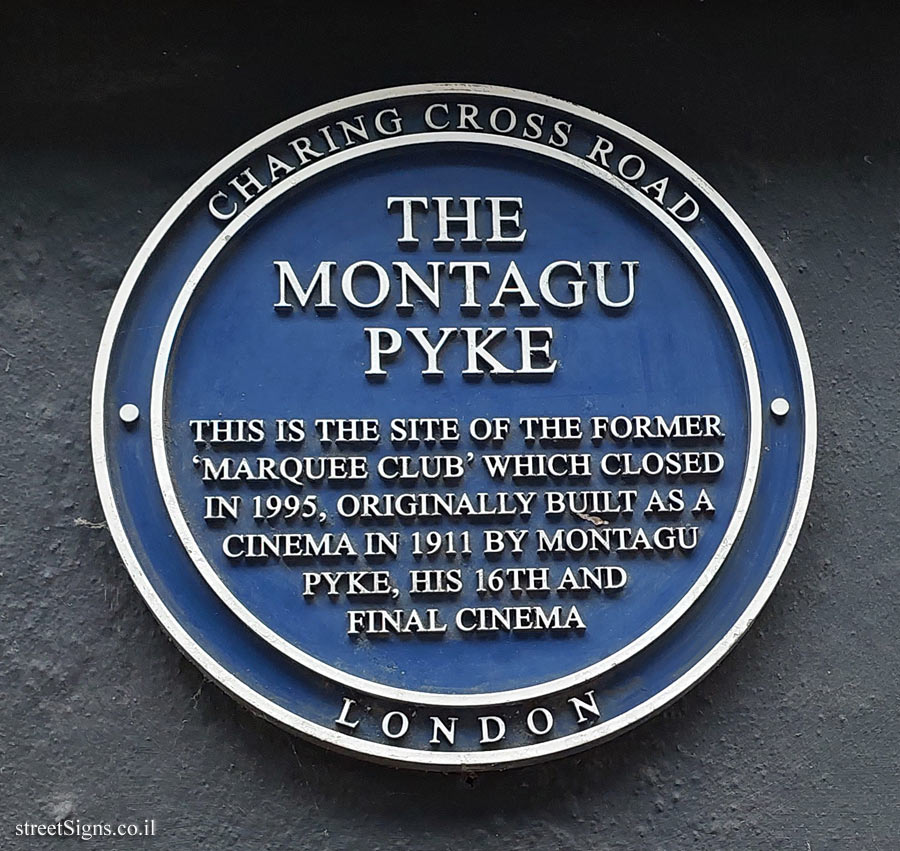 CHARING CROSS ROAD
THE
MONTAGU
PYKE
THIS IS THE SITE OF THE FORMER
‘MARQUEE CLUB’ WHICH CLOSED
IN 1995, ORIGINALLY BUILT AS A
CINEMA IN 1911 BY MONTAGU
PYKE, HIS 16TH AND
FINAL CINEMA
LONDON
streetSigns.co.il